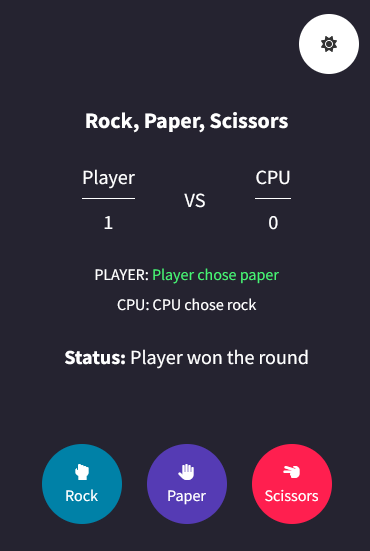 Rock, Paper, Scissors
Player VS CPU
1 0
PLAYER: Player chose paper
CPU: CPU chose rock
Status: Player won the round
Rock Paper Scissors